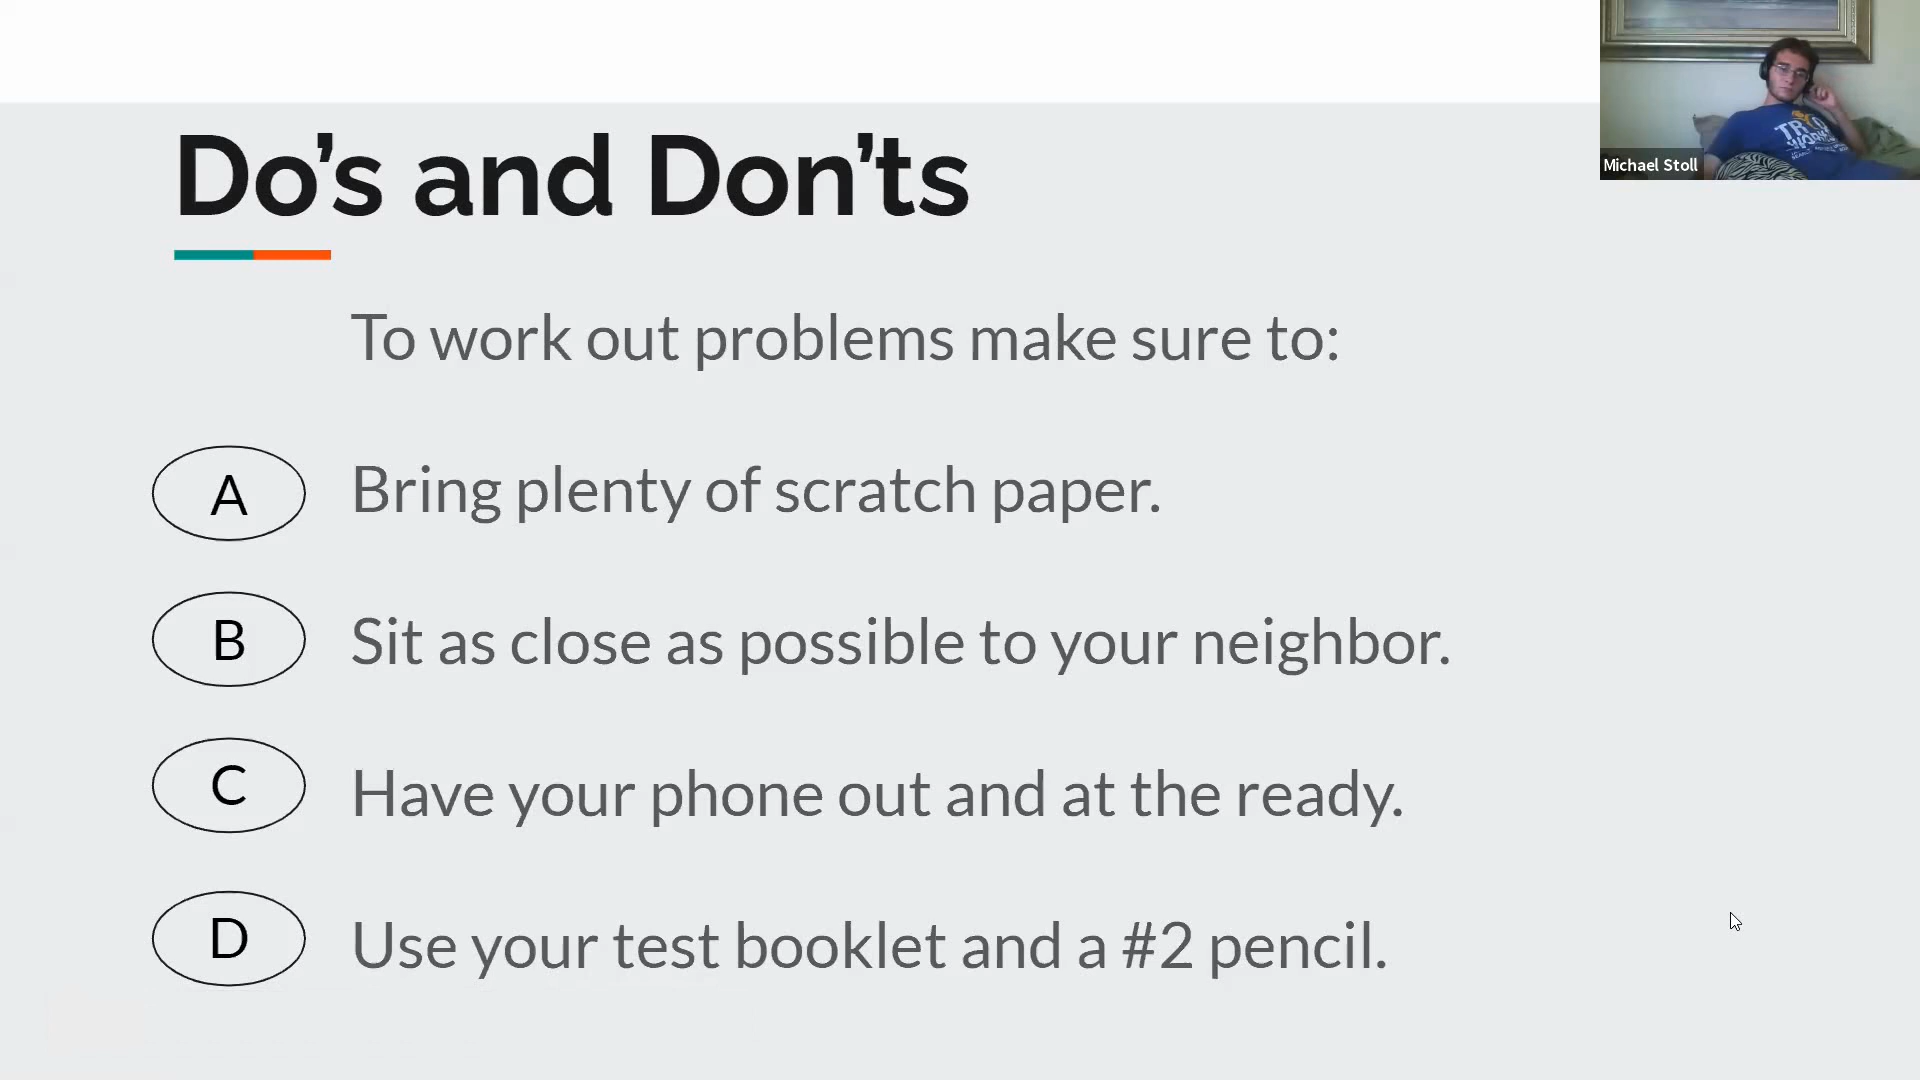 Do’s and Don’ts
Michael Stoll
To work out problems make sure to:
A Bring plenty of scratch paper.
B Sit as close as possible to your neighbor.
C Have your phone out and at the ready.
D Use your test booklet and a #2 pencil.